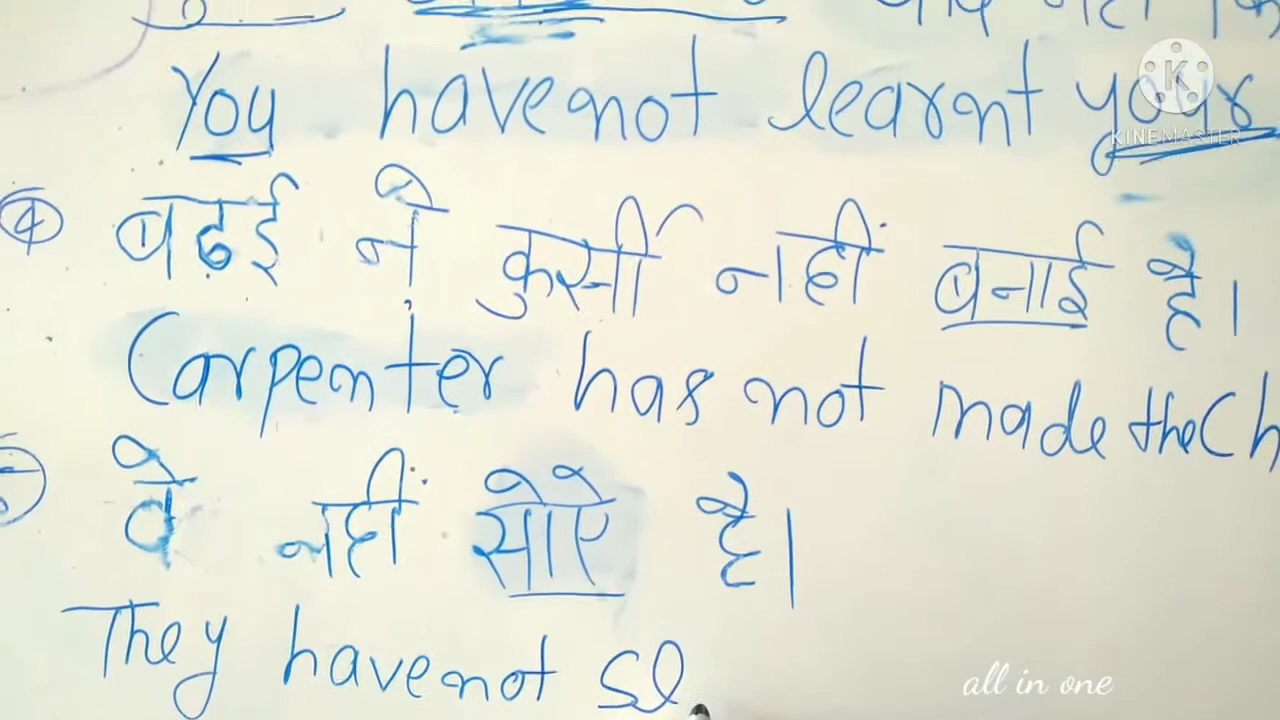 You have not learnt your
KINEMASTER
④ बढ़ई ने कुर्सी नहीं बनाई है।
Carpenter has not made the Ch
वे नहीं सोऐ है।
They have not Sl
all in one